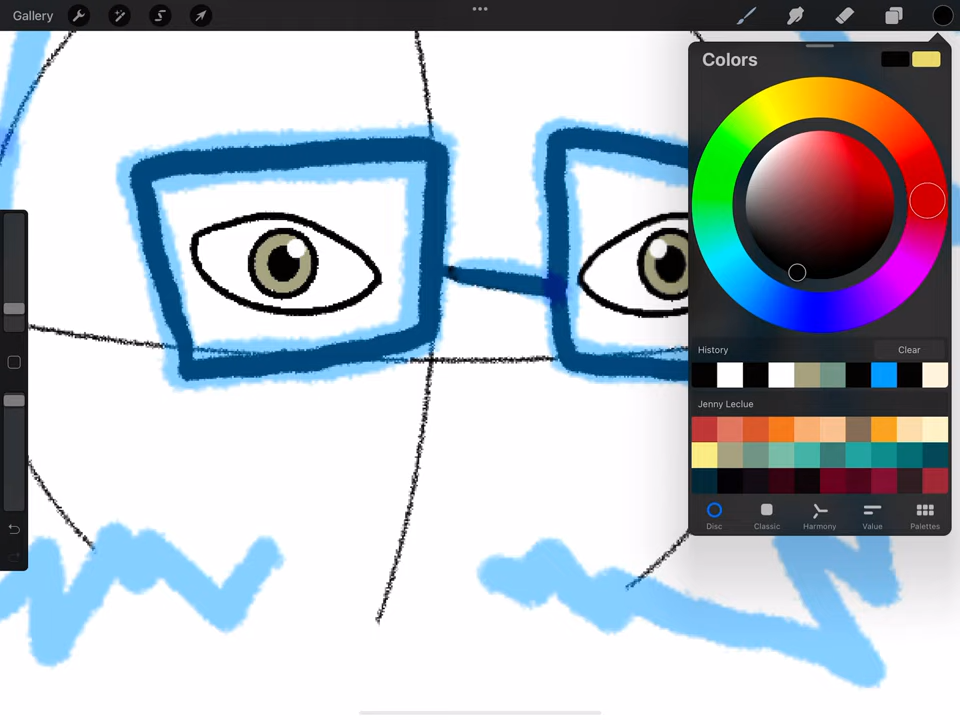 Gallery
Colors
History
Clear
Jenny Leclue
Disc
Classic
Harmony
Value
Palettes